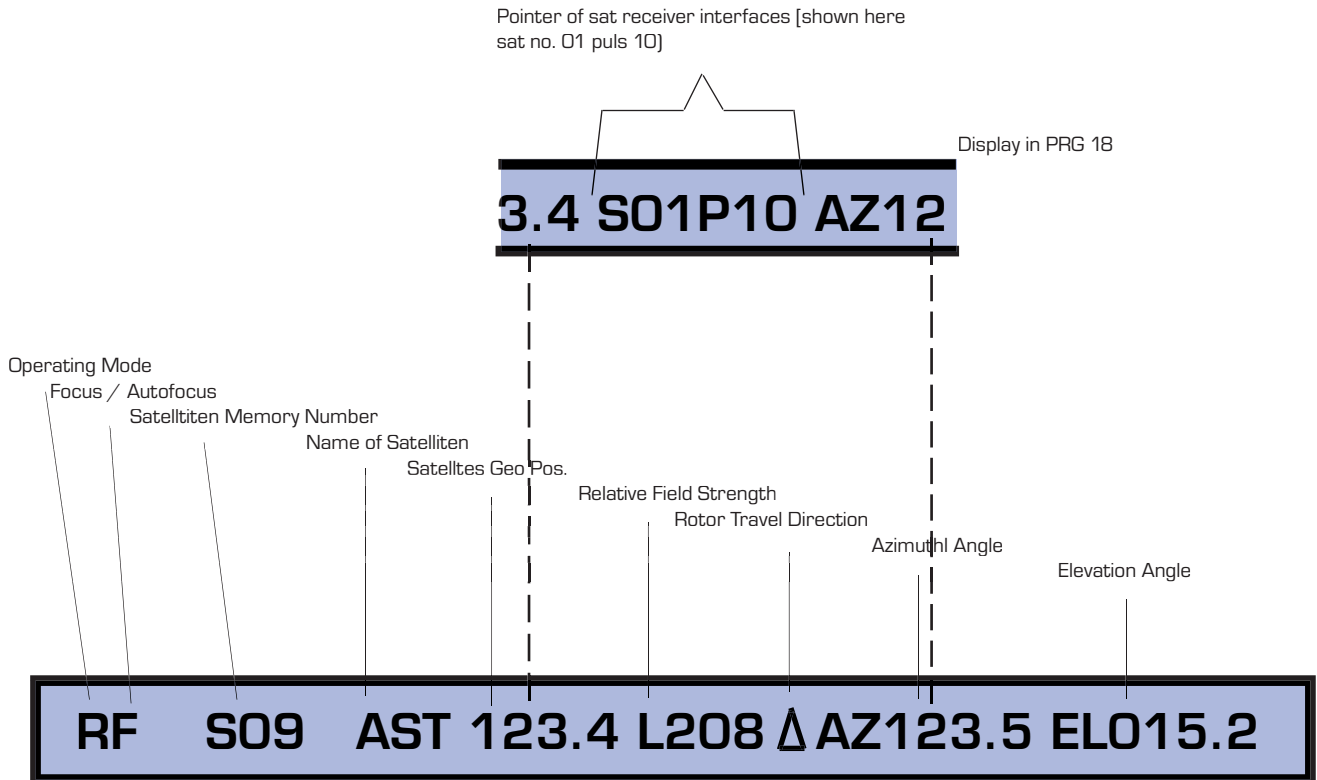 Pointer of sat receiver interfaces [shown here
sat no. 01 puls 10)
Display in PRG 18
3.4 S01P10 AZ12
Operating Mode
Focus / Autofocus
Satelltiten Memory Number
Name of Satelliten
Satelltes Geo Pos.
Relative Field Strength
Rotor Travel Direction
Azimuthl Angle
Elevation Angle
RF S09 AST 123.4 L208 Δ AZ123.5 EL015.2